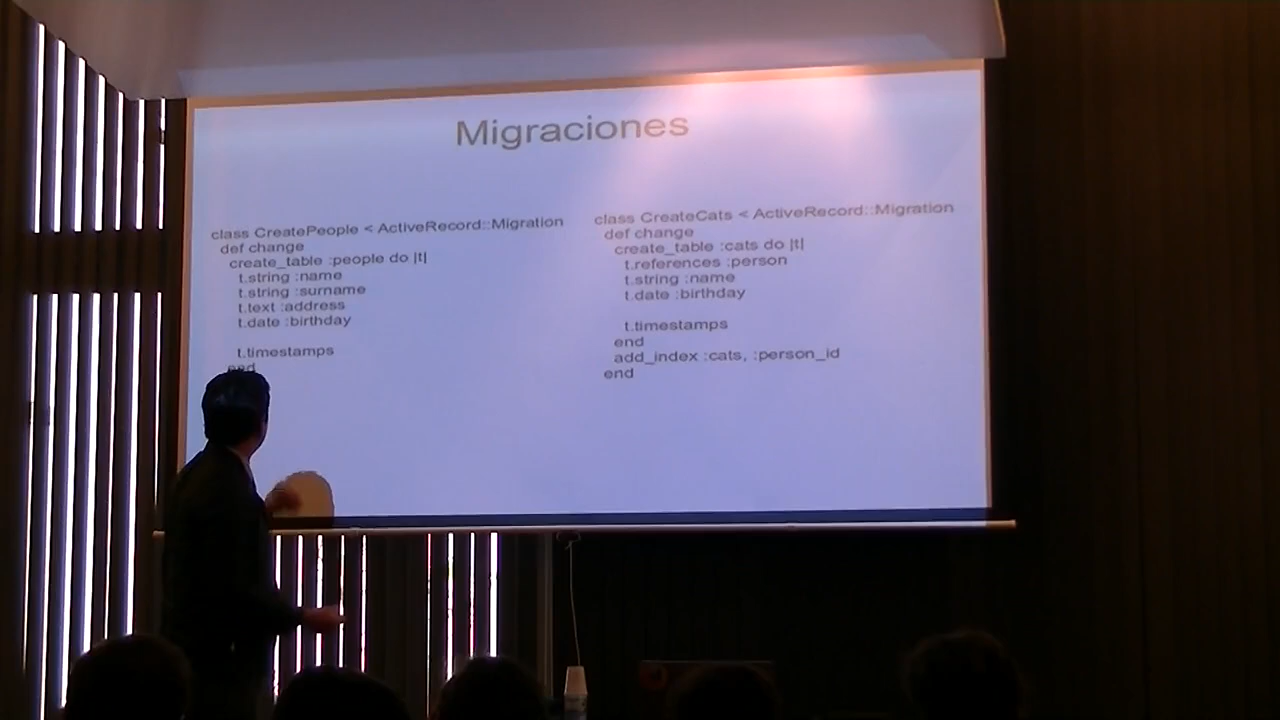 Migraciones
class CreatePeople < ActiveRecord::Migration
def change
create_table :people do |t|
t.string :name
t.string :surname
t.text :address
t.date :birthday
t.timestamps
end
class CreateCats < ActiveRecord::Migration
def change
create_table :cats do |t|
t.references :person
t.string :name
t.date :birthday
t.timestamps
end
add_index :cats, :person_id
end